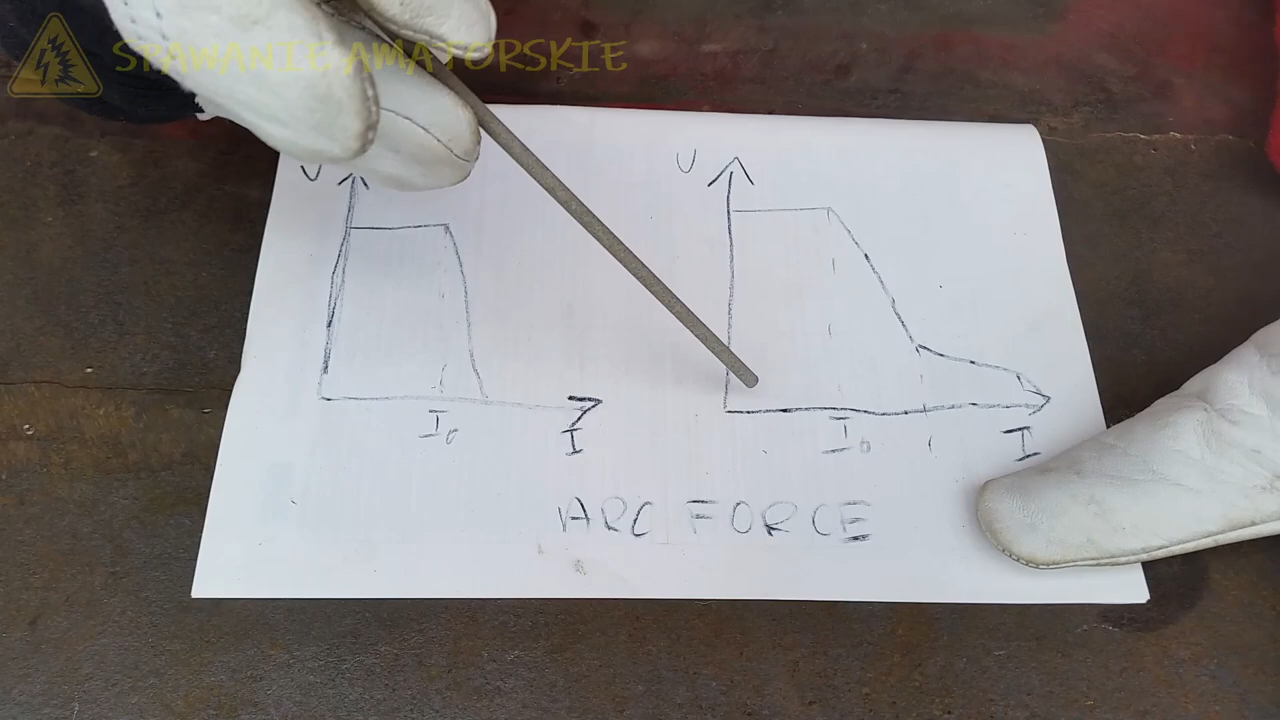 SPAWANIE AMATORSKIE
U
U
I₀
I
I₀
I
ARC FORCE